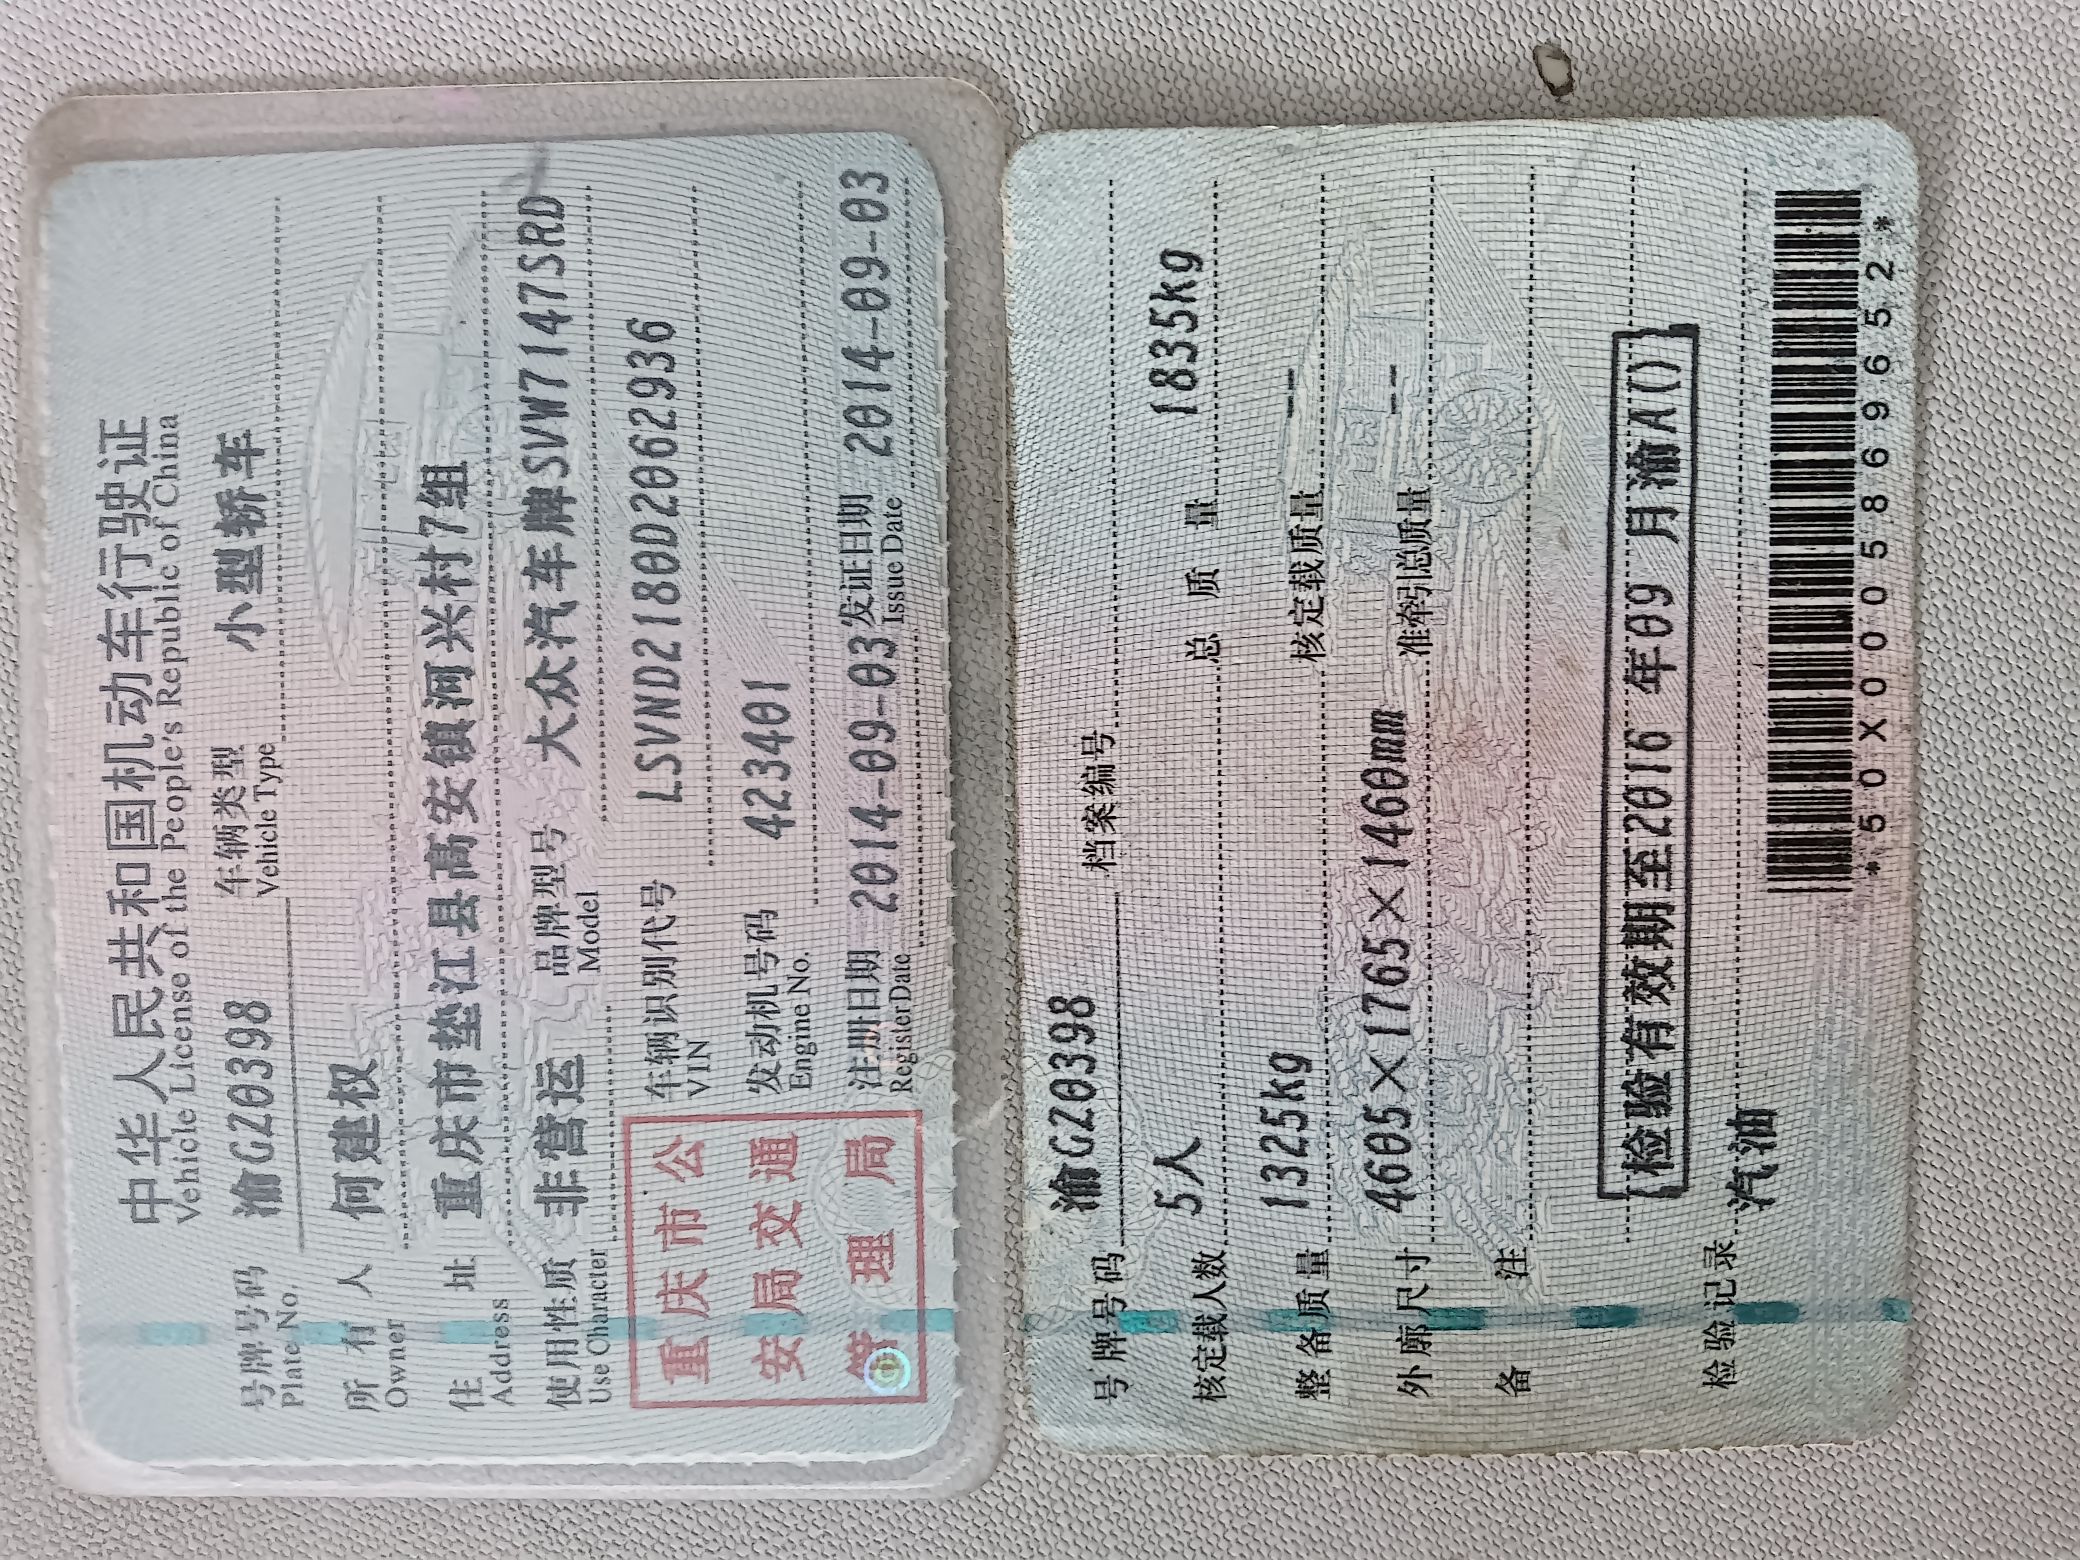 中华人民共和国机动车行驶证
Vehicle License of the People's Republic of China
号牌号码 渝GZ0398 车辆类型 小型轿车
Plate No. Vehicle Type
所有人 何建权
Owner
住址 重庆市垫江县高安镇河兴村7组
Address
使用性质 非营运 品牌型号 大众汽车牌SVW7147SRD
Use Character Model
重庆市公
安局交通
管理局
车辆识别代号 LSVND2180D2062936
VIN
发动机号码 4234401
Engine No.
注册日期 2014-09-03 发证日期 2014-09-03
Register Date Issue Date
号牌号码 渝GZ0398 档案编号
核定载人数 5人 总质量 1835kg
整备质量 1325kg 核定载质量 --
外廓尺寸 4605×1765×1460mm 准牵引总质量 --
备注
检验有效期至2016年09月渝A()
检验记录
汽油
*50X0005869652*